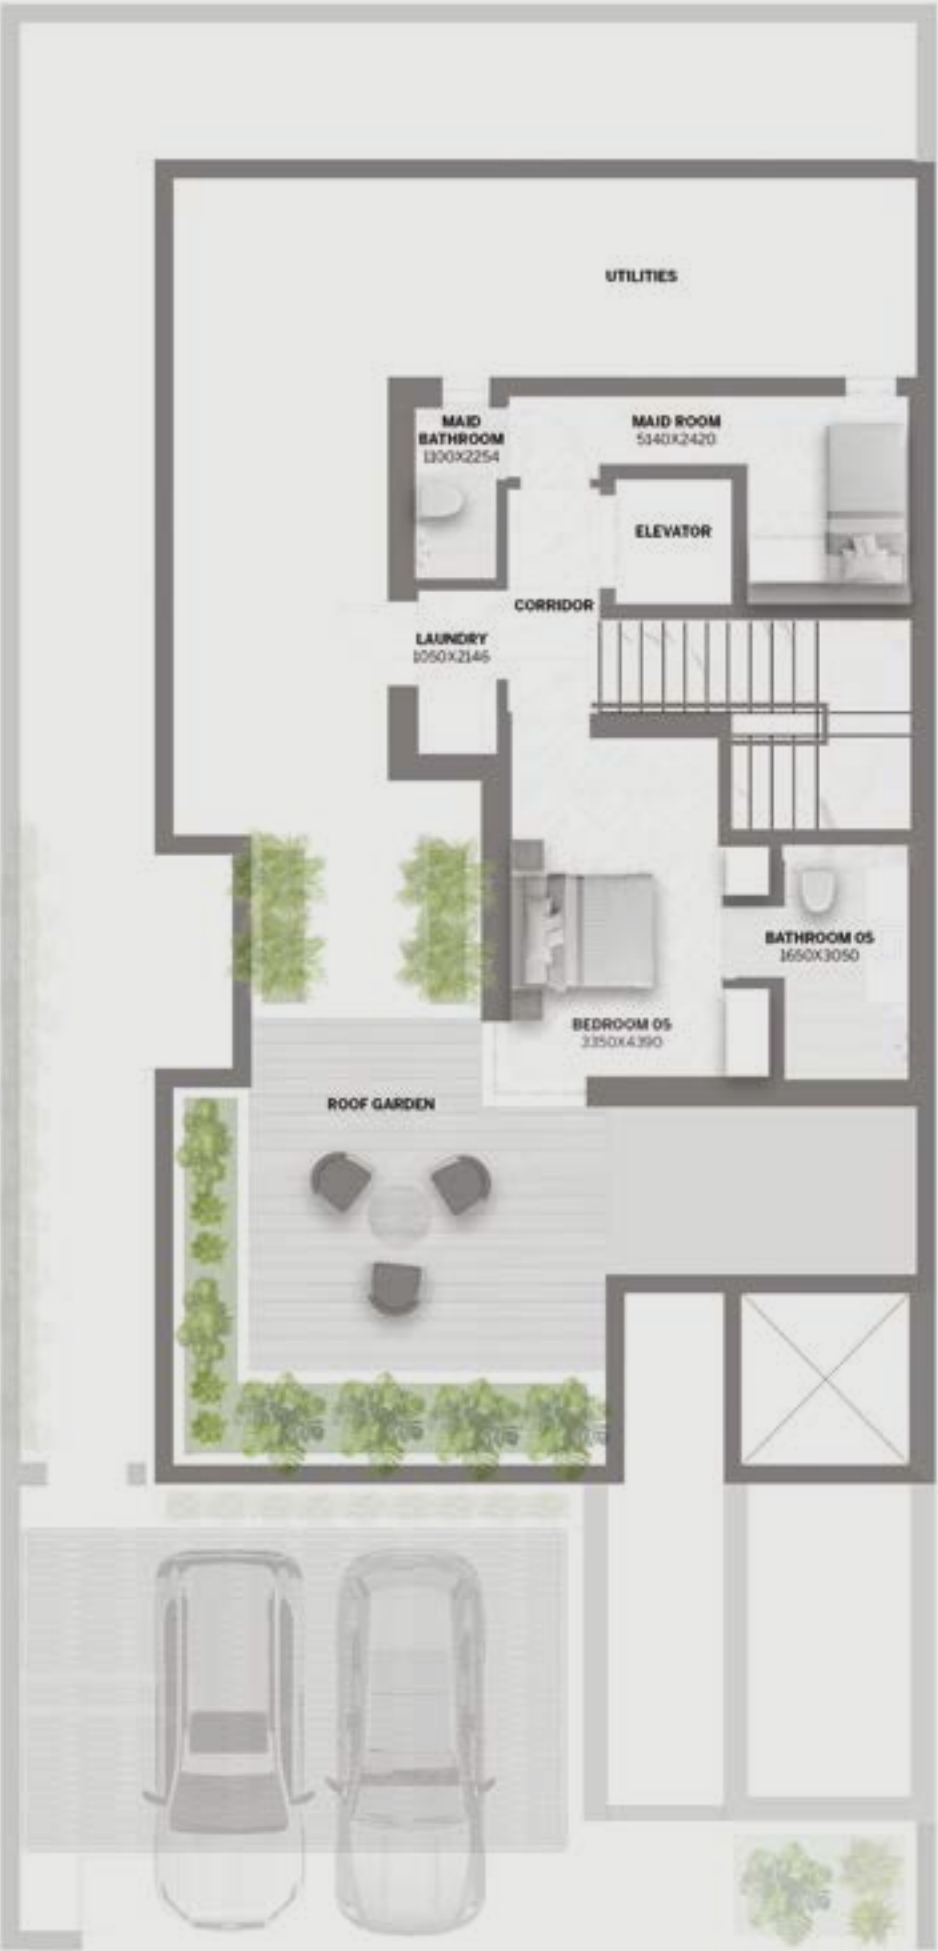 UTILITIES
MAID
BATHROOM
1100X2254
MAID ROOM
5140X2420
ELEVATOR
CORRIDOR
LAUNDRY
1050X2146
BATHROOM 05
1650X3050
BEDROOM 05
3350X4390
ROOF GARDEN